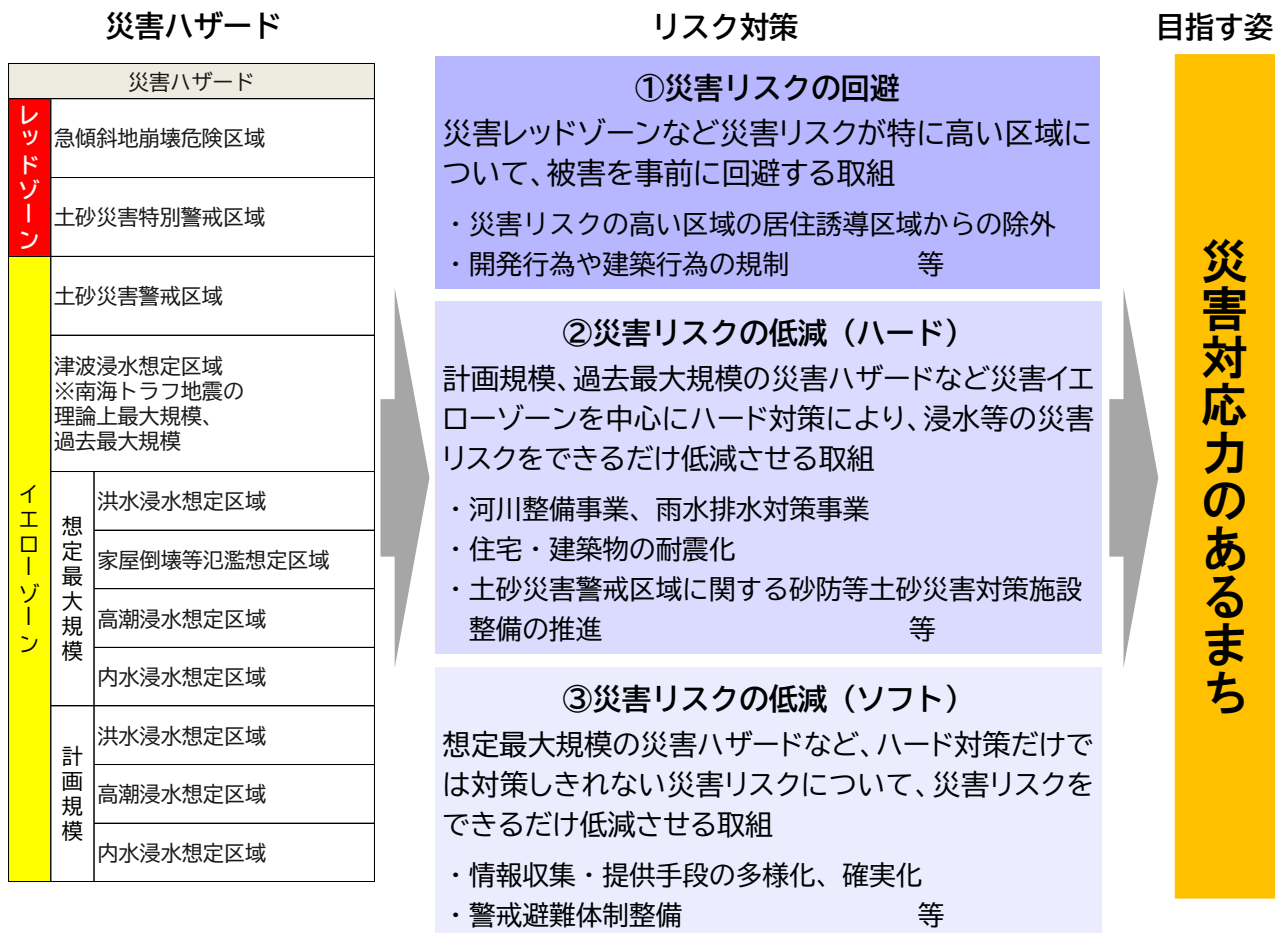 災害ハザード
リスク対策
目指す姿
災害ハザード
レッドゾーン
急傾斜地崩壊危険区域
土砂災害特別警戒区域
イエローゾーン
土砂災害警戒区域
津波浸水想定区域
※南海トラフ地震の
理論上最大規模、
過去最大規模
想定最大規模
洪水浸水想定区域
家屋倒壊等氾濫想定区域
高潮浸水想定区域
内水浸水想定区域
計画規模
洪水浸水想定区域
高潮浸水想定区域
内水浸水想定区域
①災害リスクの回避
災害レッドゾーンなど災害リスクが特に高い区域に
ついて、被害を事前に回避する取組
・災害リスクの高い区域の居住誘導区域からの除外
・開発行為や建築行為の規制　　　　　等
②災害リスクの低減（ハード）
計画規模、過去最大規模の災害ハザードなど災害イエ
ローゾーンを中心にハード対策により、浸水等の災害
リスクをできるだけ低減させる取組
・河川整備事業、雨水排水対策事業
・住宅・建築物の耐震化
・土砂災害警戒区域に関する砂防等土砂災害対策施設
整備の推進　　　　　　　　　　　等
③災害リスクの低減（ソフト）
想定最大規模の災害ハザードなど、ハード対策だけで
は対策しきれない災害リスクについて、災害リスクを
できるだけ低減させる取組
・情報収集・提供手段の多様化、確実化
・警戒避難体制整備　　　　　　　　等
災害対応力のあるまち